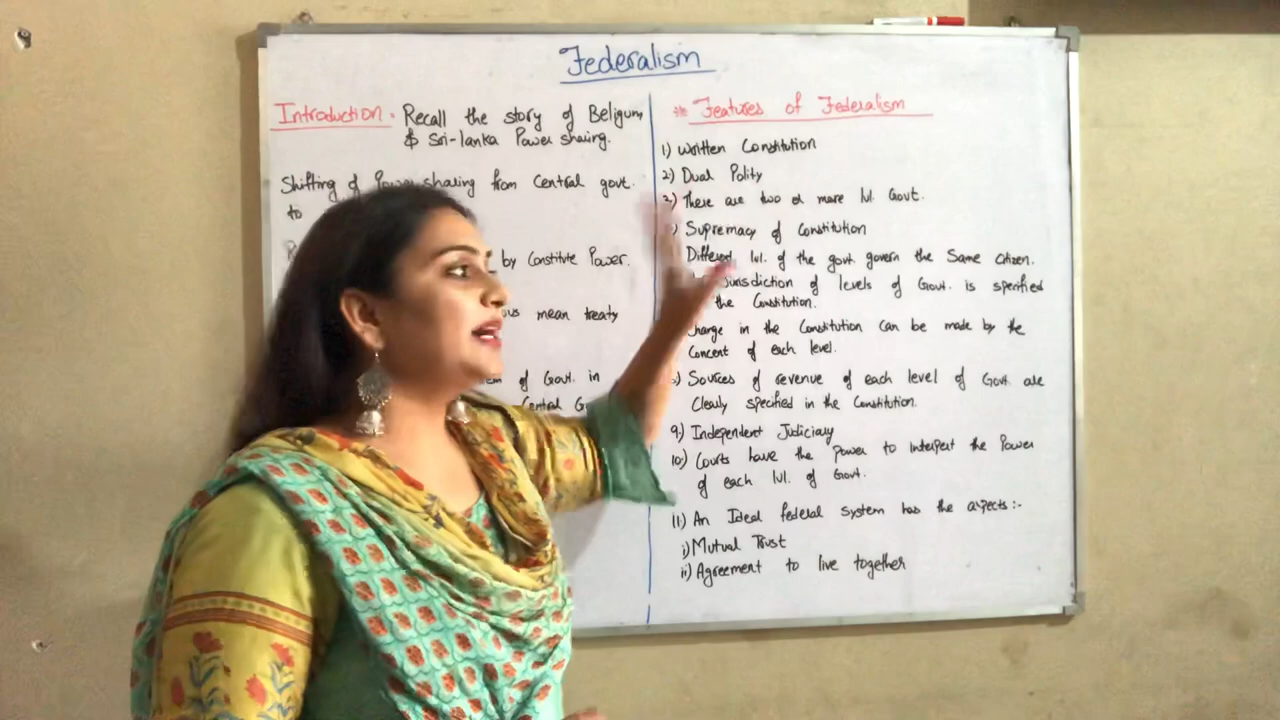 Federalism
Introduction. Recall the story of Beligum
& Sri-lanka Power sharing.
Shifting of Power sharing from Central govt.
to
by Constitute Power.
mean treaty
of Govt. in
Central
Features of Federalism
1) Written Constitution
2) Dual Polity
3) There are two or more lvl. Govt.
Supremacy of Constitution
Different lvl. of the govt. govern the Same citizen.
Jurisdiction of levels of Govt. is specified
the Constitution.
Change in the Constitution can be made by the
Concent of each level.
Sources of revenue of each level of Govt. are
Clearly specified in the Constitution.
9.) Independent Judiciary
10.) Courts have the Power to Interpert the Power
of each lvl. of Govt.
11) An Ideal federal system has the aspects:-
i) Mutual Trust
ii) Agreement to live together